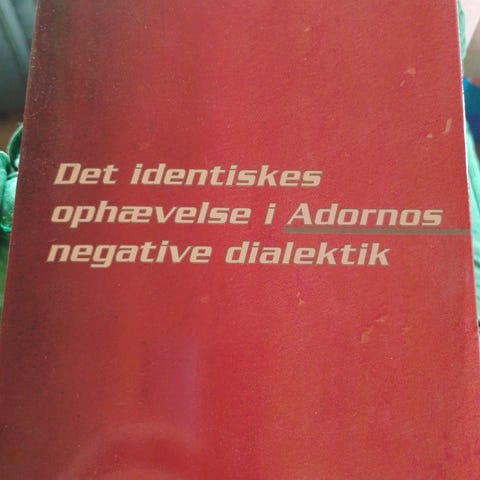 Det identiskes
ophævelse i Adornos
negative dialektik